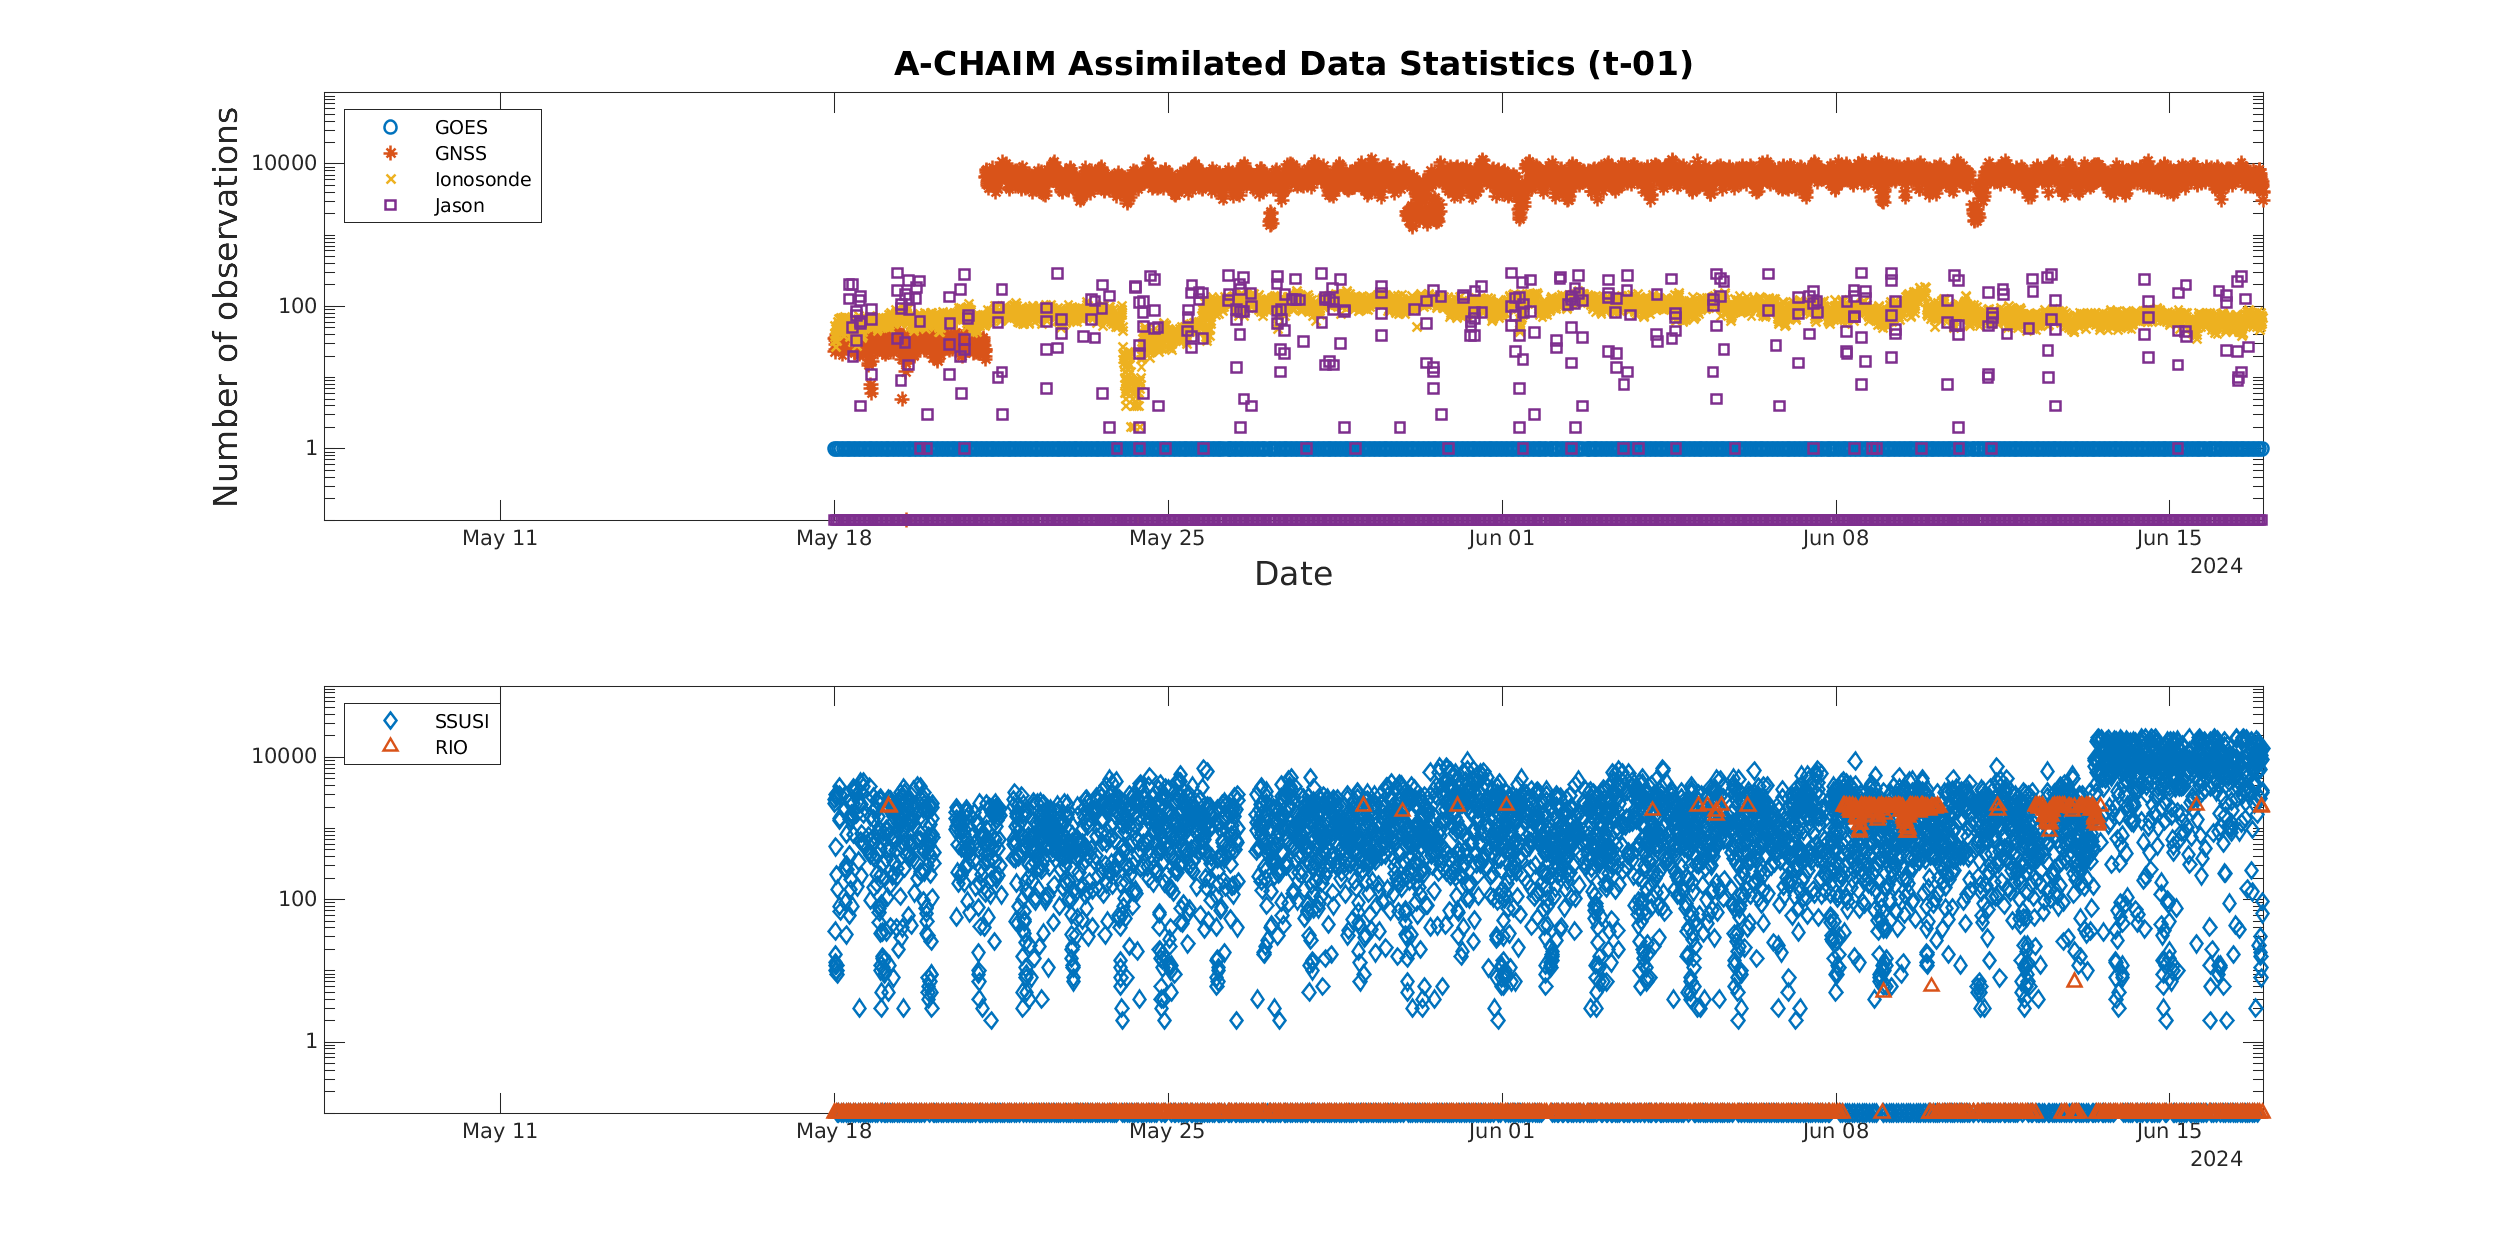 A-CHAIM Assimilated Data Statistics (t-01)
Number of observations
GOES
GNSS
Ionosonde
Jason
10000
100
1
May 11 May 18 May 25 Jun 01 Jun 08 Jun 15
2024
Date
SSUSI
RIO
10000
100
1
May 11 May 18 May 25 Jun 01 Jun 08 Jun 15
2024